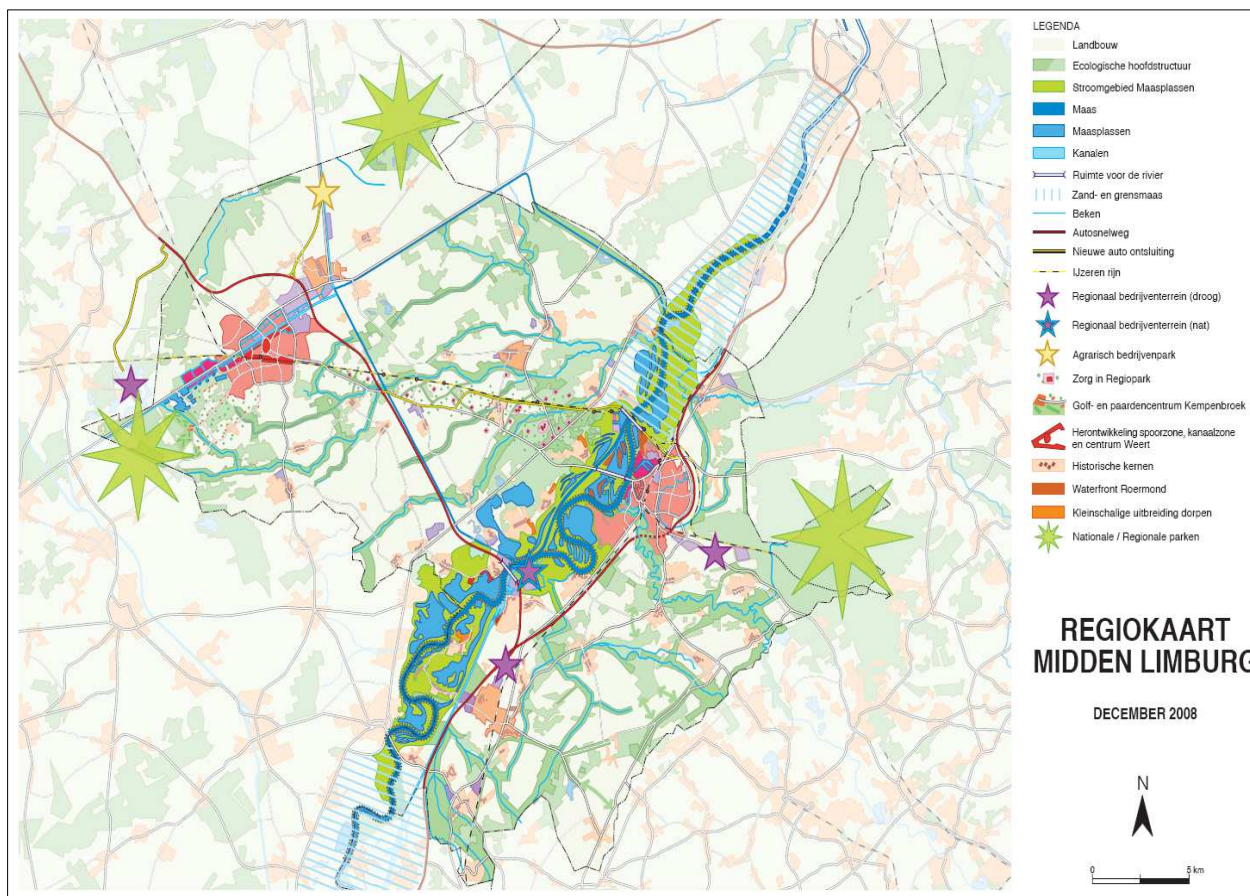 LEGENDA
Landbouw
Ecologische hoofdstructuur
Stroomgebied Maasplassen
Maas
Maasplassen
Kanalen
Ruimte voor de rivier
Zand- en grensmaas
Beken
Autosnelweg
Nieuwe auto ontsluiting
IJzeren rijn
Regionaal bedrijventerrein (droog)
Regionaal bedrijventerrein (nat)
Agrarisch bedrijvenpark
Zorg in Regiopark
Golf- en paardencentrum Kempenbroek
Herontwikkeling spoorzone, kanaalzone
en centrum Weert
Historische kernen
Waterfront Roermond
Kleinschalige uitbreiding dorpen
Nationale / Regionale parken
REGIOKAART
MIDDEN LIMBURG
DECEMBER 2008
N
0 5 km